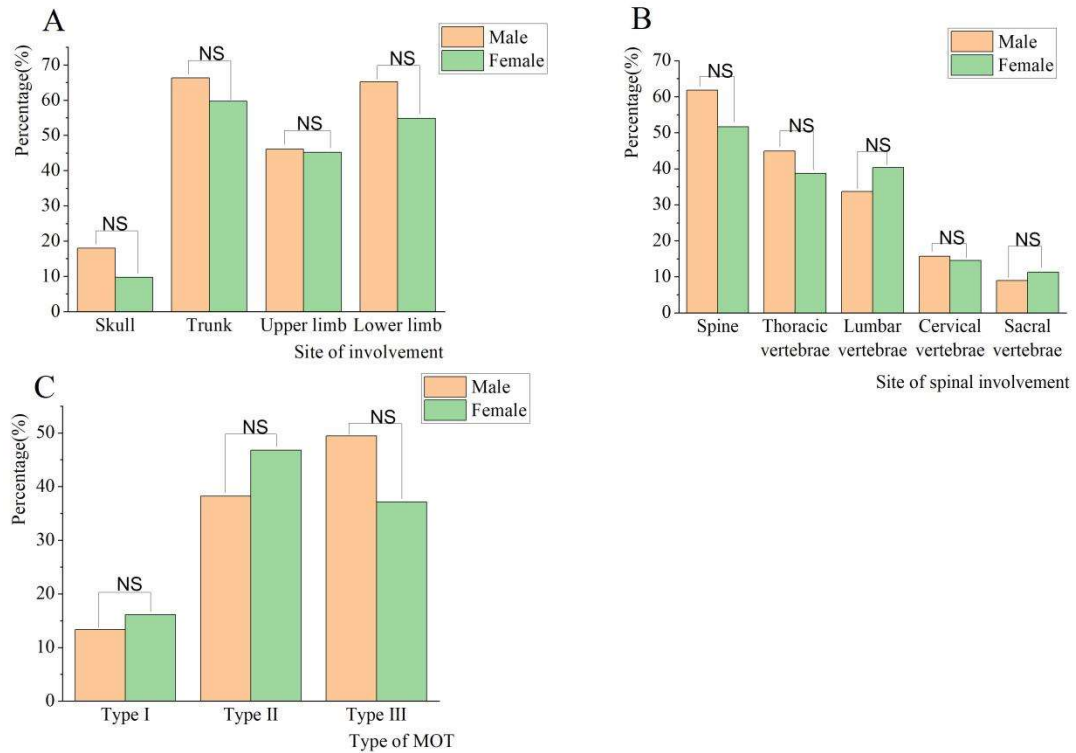 A
Male
Female
Percentage(%)
70
60
50
40
30
20
10
0
NS
NS
NS
NS
Skull
Trunk
Upper limb
Lower limb
Site of involvement
B
Male
Female
Percentage(%)
70
60
50
40
30
20
10
0
NS
NS
NS
NS
NS
Spine
Thoracic
vertebrae
Lumbar
vertebrae
Cervical
vertebrae
Sacral
vertebrae
Site of spinal involvement
C
Male
Female
Percentage(%)
50
40
30
20
10
0
NS
NS
NS
Type I
Type II
Type III
Type of MOT